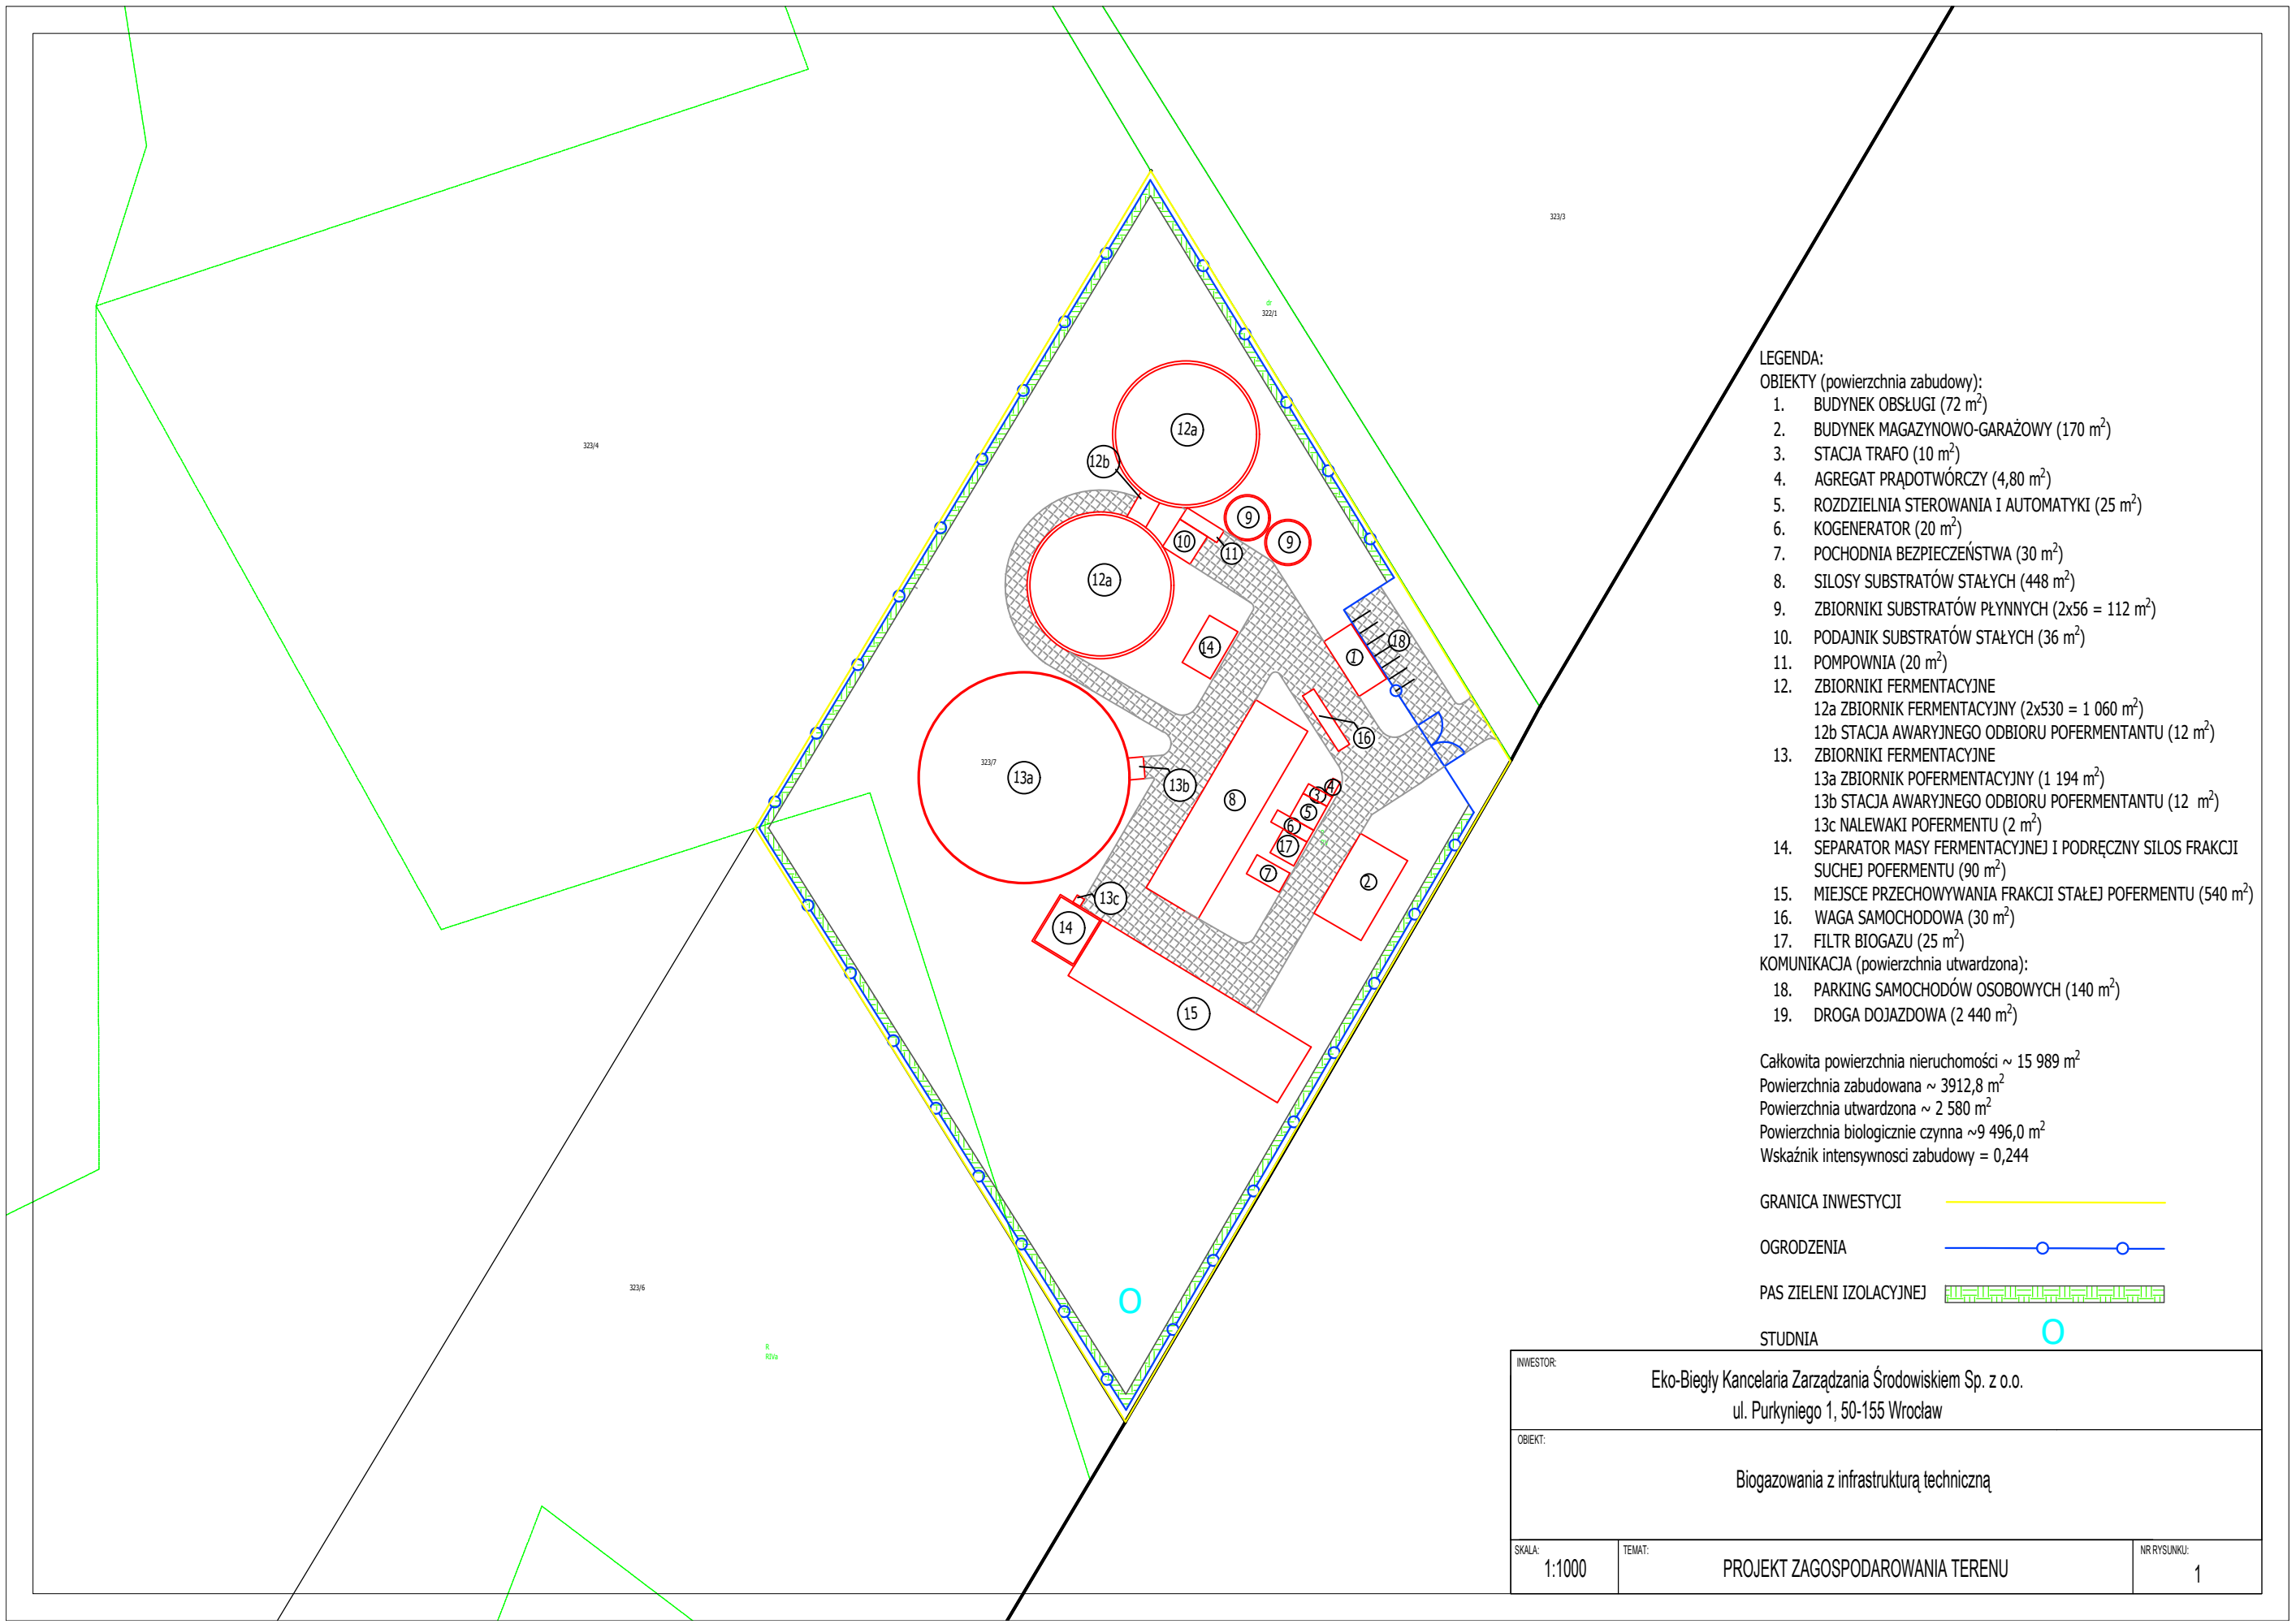 323/3
dr
322/1
323/4
12a
12b
9
9
10
11
12a
14
18
1
16
323/7
13a
13b
8
4
3
5
6
17
7
2
13c
14
15
323/6
R
RIVa
LEGENDA:
OBIEKTY (powierzchnia zabudowy):
1. BUDYNEK OBSŁUGI (72 m²)
2. BUDYNEK MAGAZYNOWO-GARAŻOWY (170 m²)
3. STACJA TRAFO (10 m²)
4. AGREGAT PRĄDOTWÓRCZY (4,80 m²)
5. ROZDZIELNIA STEROWANIA I AUTOMATYKI (25 m²)
6. KOGENERATOR (20 m²)
7. POCHODNIA BEZPIECZEŃSTWA (30 m²)
8. SILOSY SUBSTRATÓW STAŁYCH (448 m²)
9. ZBIORNIKI SUBSTRATÓW PŁYNNYCH (2x56 = 112 m²)
10. PODAJNIK SUBSTRATÓW STAŁYCH (36 m²)
11. POMPOWNIA (20 m²)
12. ZBIORNIKI FERMENTACYJNE
12a ZBIORNIK FERMENTACYJNY (2x530 = 1 060 m²)
12b STACJA AWARYJNEGO ODBIORU POFERMENTANTU (12 m²)
13. ZBIORNIKI FERMENTACYJNE
13a ZBIORNIK POFERMENTACYJNY (1 194 m²)
13b STACJA AWARYJNEGO ODBIORU POFERMENTANTU (12 m²)
13c NALEWAKI POFERMENTU (2 m²)
14. SEPARATOR MASY FERMENTACYJNEJ I PODRĘCZNY SILOS FRAKCJI
SUCHEJ POFERMENTU (90 m²)
15. MIEJSCE PRZECHOWYWANIA FRAKCJI STAŁEJ POFERMENTU (540 m²)
16. WAGA SAMOCHODOWA (30 m²)
17. FILTR BIOGAZU (25 m²)
KOMUNIKACJA (powierzchnia utwardzona):
18. PARKING SAMOCHODÓW OSOBOWYCH (140 m²)
19. DROGA DOJAZDOWA (2 440 m²)
Całkowita powierzchnia nieruchomości ~ 15 989 m²
Powierzchnia zabudowana ~ 3912,8 m²
Powierzchnia utwardzona ~ 2 580 m²
Powierzchnia biologicznie czynna ~9 496,0 m²
Wskaźnik intensywnosci zabudowy = 0,244
GRANICA INWESTYCJI
OGRODZENIA
PAS ZIELENI IZOLACYJNEJ
STUDNIA
INWESTOR:
Eko-Biegły Kancelaria Zarządzania Środowiskiem Sp. z o.o.
ul. Purkyniego 1, 50-155 Wrocław
OBIEKT:
Biogazowania z infrastrukturą techniczną
SKALA:
1:1000
TEMAT:
PROJEKT ZAGOSPODAROWANIA TERENU
NR RYSUNKU:
1